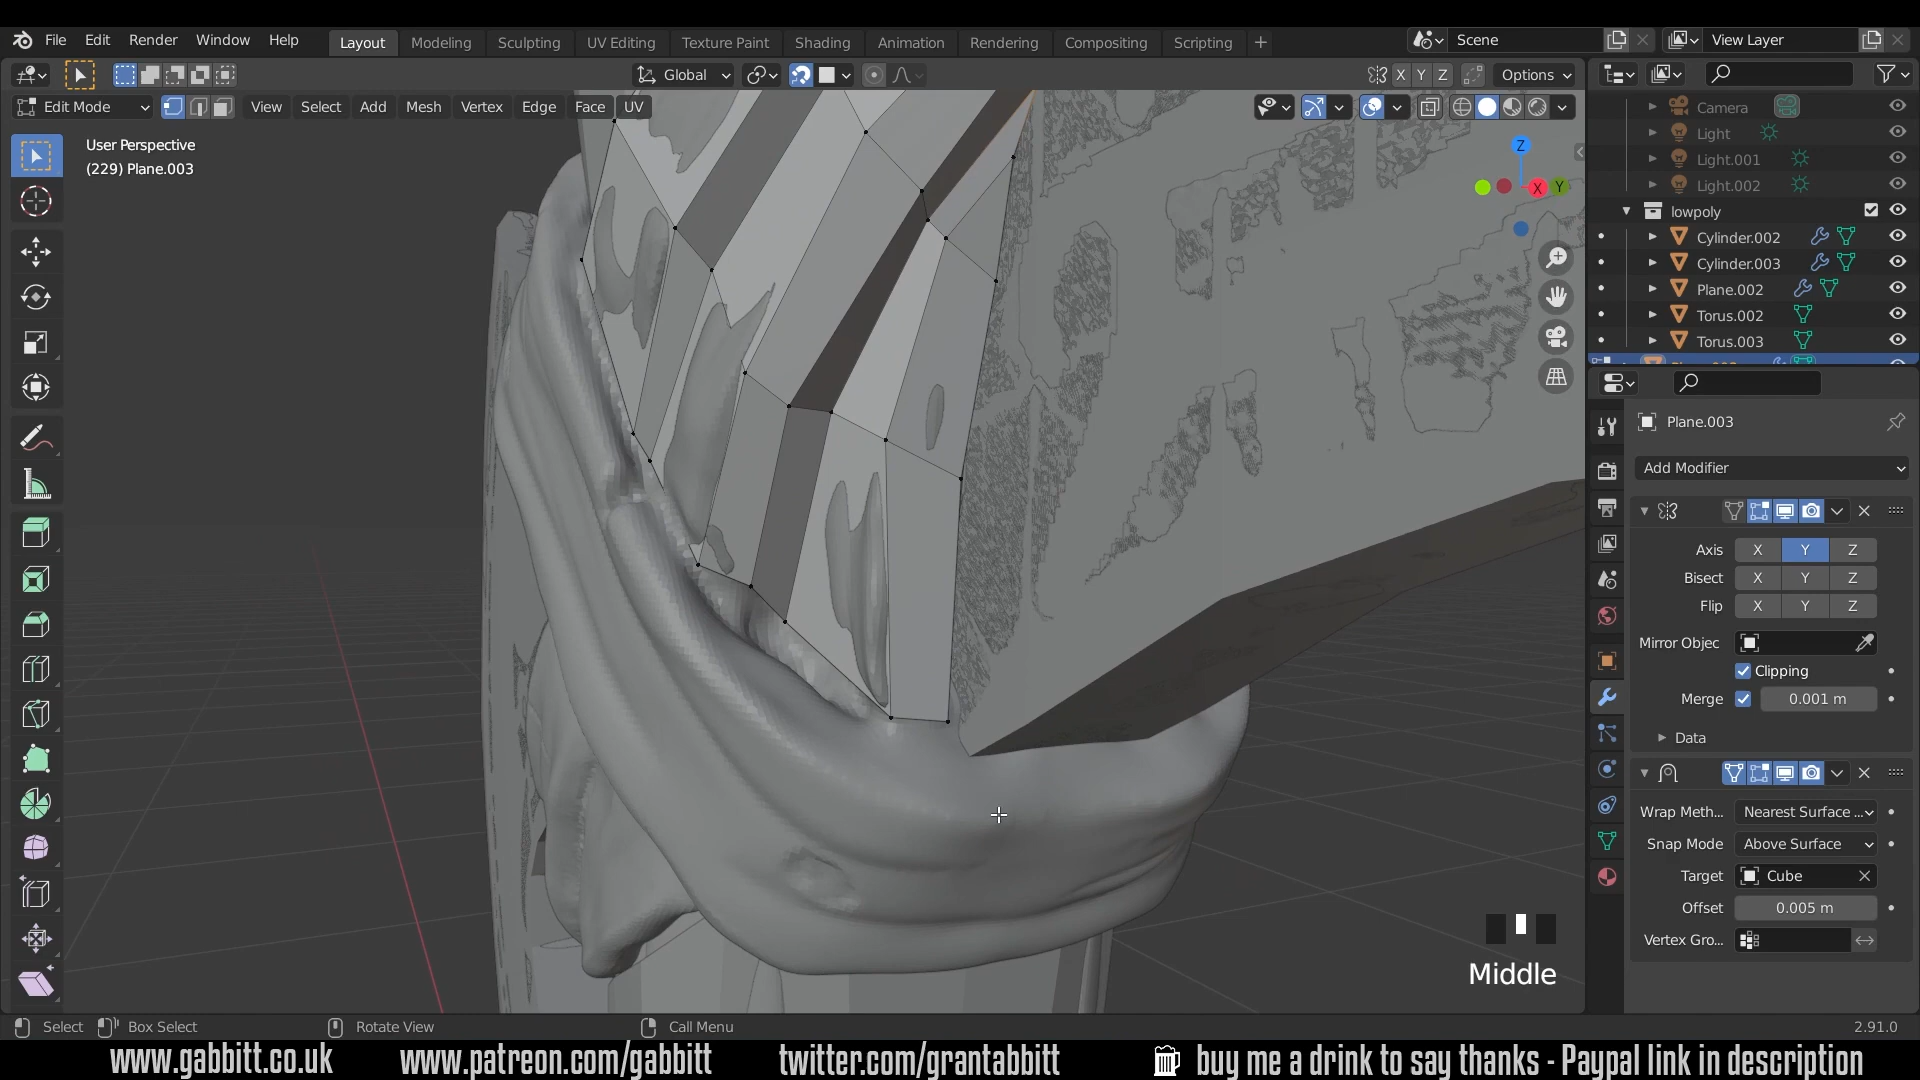 File Edit Render Window Help Layout Modeling Sculpting UV Editing Texture Paint Shading Animation Rendering Compositing Scripting + Scene View Layer
Global X Y Z Options
Edit Mode View Select Add Mesh Vertex Edge Face UV
User Perspective
(229) Plane.003
Z
X Y
Camera
Light
Light.001
Light.002
lowpoly
Cylinder.002
Cylinder.003
Plane.002
Torus.002
Torus.003
Plane.003
Add Modifier
Axis X Y Z
Bisect X Y Z
Flip X Y Z
Mirror Objec
Clipping
Merge 0.001 m
Data
Wrap Meth... Nearest Surface ...
Snap Mode Above Surface
Target Cube
Offset 0.005 m
Vertex Gro...
Middle
Select Box Select Rotate View Call Menu 2.91.0
www.gabbitt.co.uk www.patreon.com/gabbitt twitter.com/grantabbitt buy me a drink to say thanks - Paypal link in description